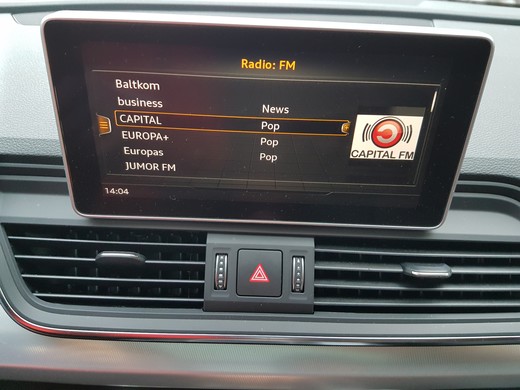 Radio: FM
Baltkom
business News
CAPITAL Pop
EUROPA+ Pop
Europas Pop
JUMOR FM
CAPITAL FM
14:04